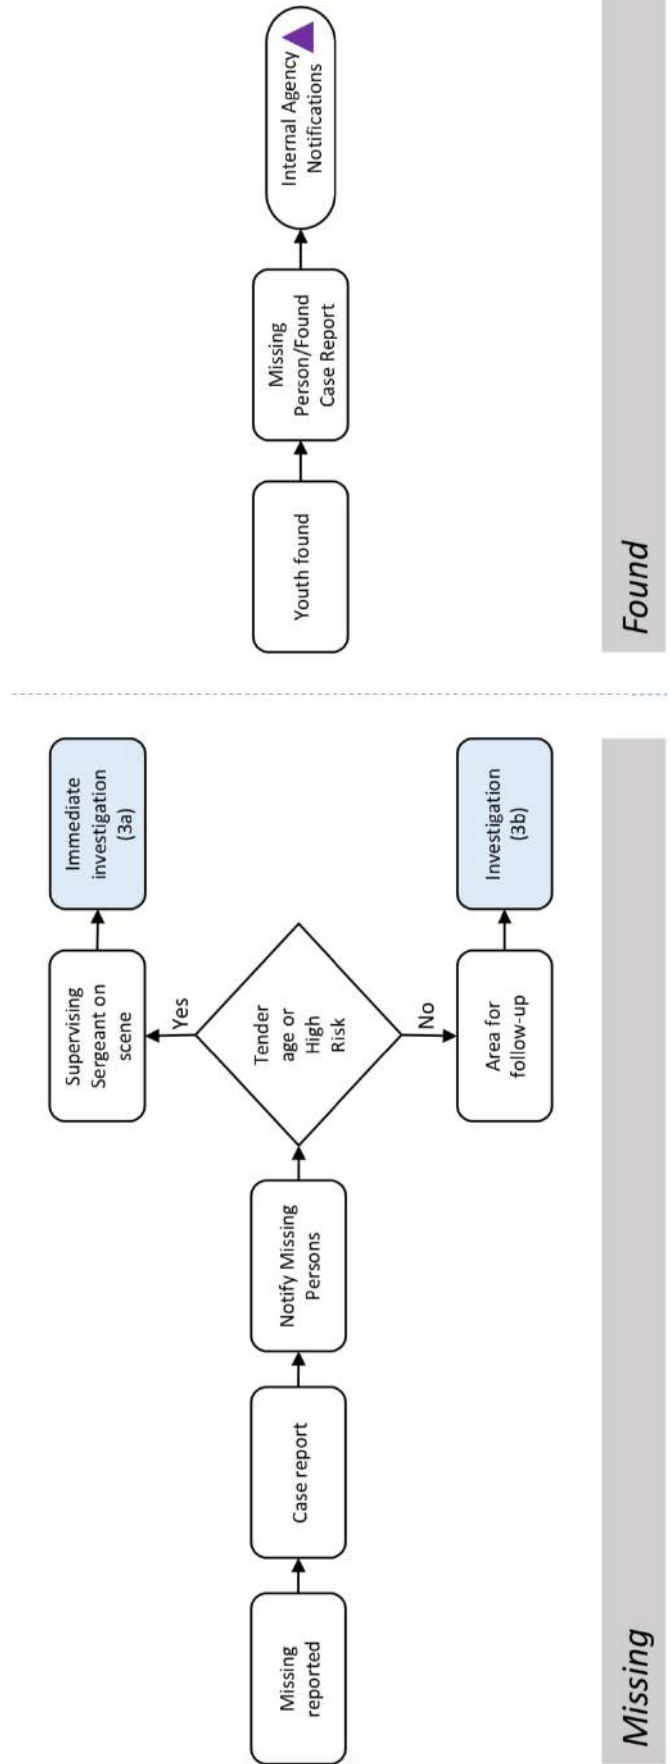 Missing
reported
Case report
Notify Missing
Persons
Tender
age or
High
Risk
Yes
Supervising
Sergeant on
scene
Immediate
investigation
(3a)
No
Area for
follow-up
Investigation
(3b)
Missing
Youth found
Missing
Person/Found
Case Report
Internal Agency
Notifications
Found